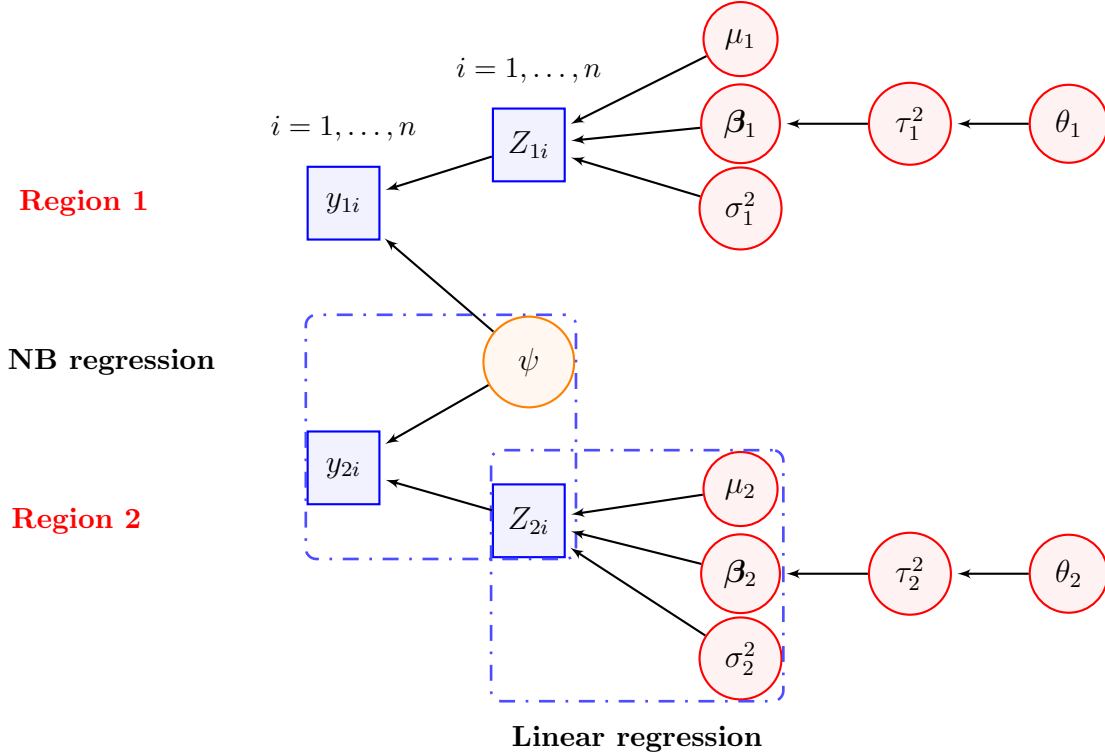 μ₁
i = 1, . . . , n
β₁
τ₁²
θ₁
i = 1, . . . , n
Z₁ᵢ
Region 1
y₁ᵢ
σ₁²
NB regression
ψ
y₂ᵢ
μ₂
Region 2
Z₂ᵢ
β₂
τ₂²
θ₂
σ₂²
Linear regression